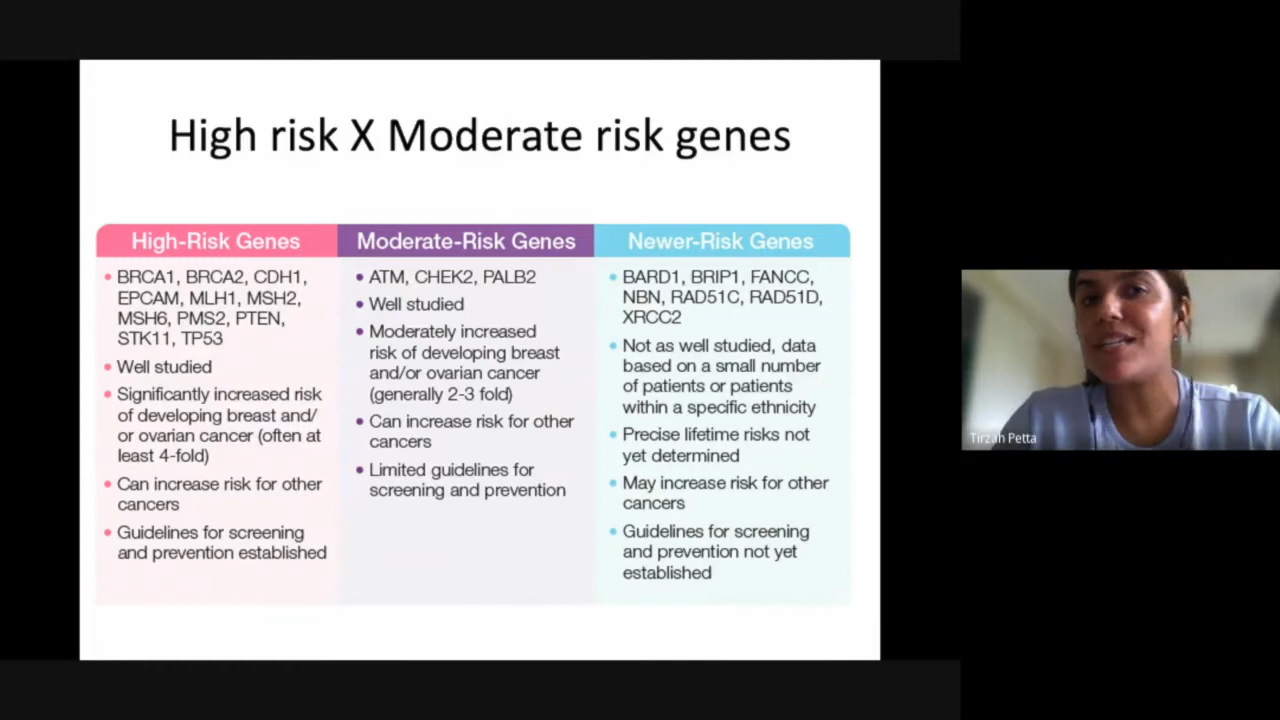 High risk X Moderate risk genes
High-Risk Genes
• BRCA1, BRCA2, CDH1,
EPCAM, MLH1, MSH2,
MSH6, PMS2, PTEN,
STK11, TP53
• Well studied
• Significantly increased risk
of developing breast and/
or ovarian cancer (often at
least 4-fold)
• Can increase risk for other
cancers
• Guidelines for screening
and prevention established
Moderate-Risk Genes
• ATM, CHEK2, PALB2
• Well studied
• Moderately increased
risk of developing breast
and/or ovarian cancer
(generally 2-3 fold)
• Can increase risk for other
cancers
• Limited guidelines for
screening and prevention
Newer-Risk Genes
• BARD1, BRIP1, FANCC,
NBN, RAD51C, RAD51D,
XRCC2
• Not as well studied, data
based on a small number
of patients or patients
within a specific ethnicity
• Precise lifetime risks not
yet determined
• May increase risk for other
cancers
• Guidelines for screening
and prevention not yet
established
Tirzah Petta